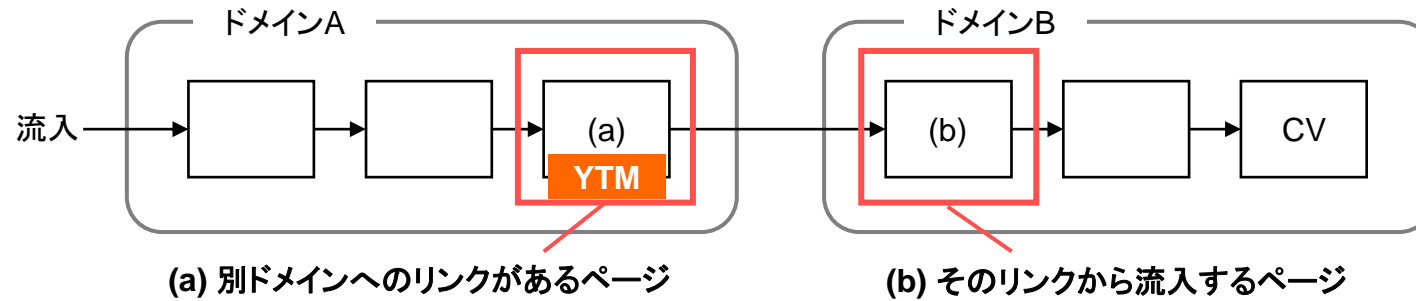 ドメインA
ドメインB
流入
(a)
YTM
(b)
CV
(a) 別ドメインへのリンクがあるページ
(b) そのリンクから流入するページ